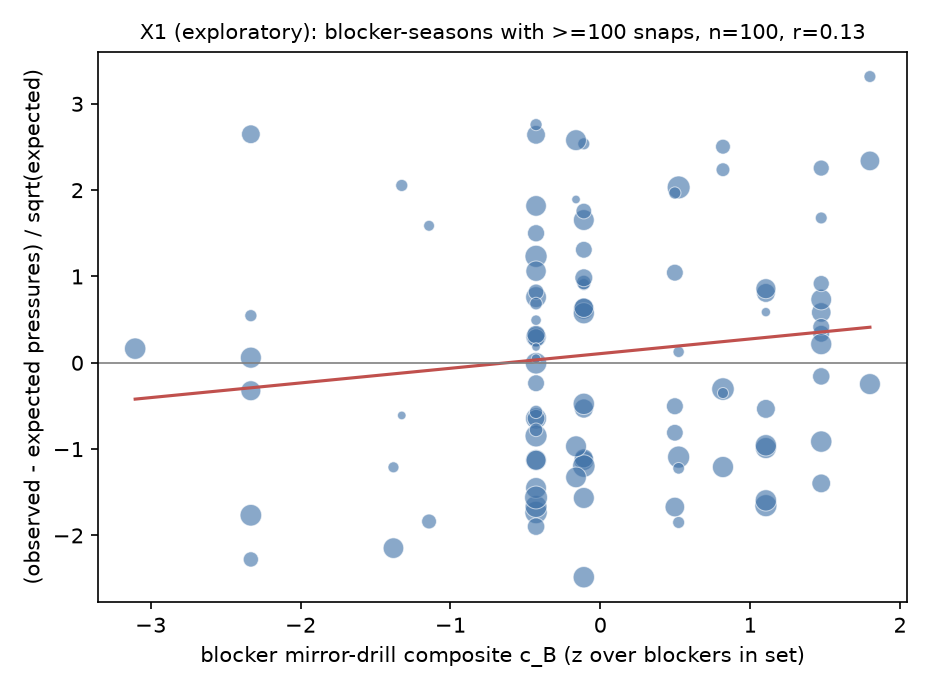 X1 (exploratory): blocker-seasons with >=100 snaps, n=100, r=0.13
(observed - expected pressures) / sqrt(expected)
3
2
1
0
−1
−2
−3 −2 −1 0 1 2
blocker mirror-drill composite c_B (z over blockers in set)